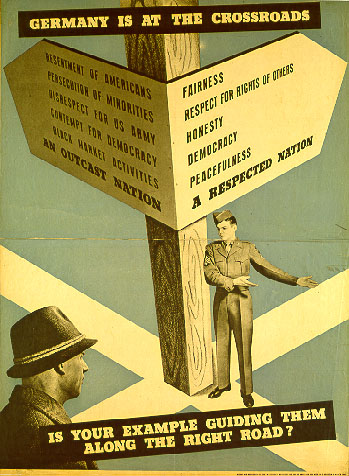 GERMANY IS AT THE CROSSROADS
RESENTMENT OF AMERICANS
PERSECUTION OF MINORITIES
DISRESPECT FOR US ARMY
CONTEMPT FOR DEMOCRACY
BLACK MARKET ACTIVITIES
AN OUTCAST NATION
FAIRNESS
RESPECT FOR RIGHTS OF OTHERS
HONESTY
DEMOCRACY
PEACEFULNESS
A RESPECTED NATION
IS YOUR EXAMPLE GUIDING THEM
ALONG THE RIGHT ROAD?